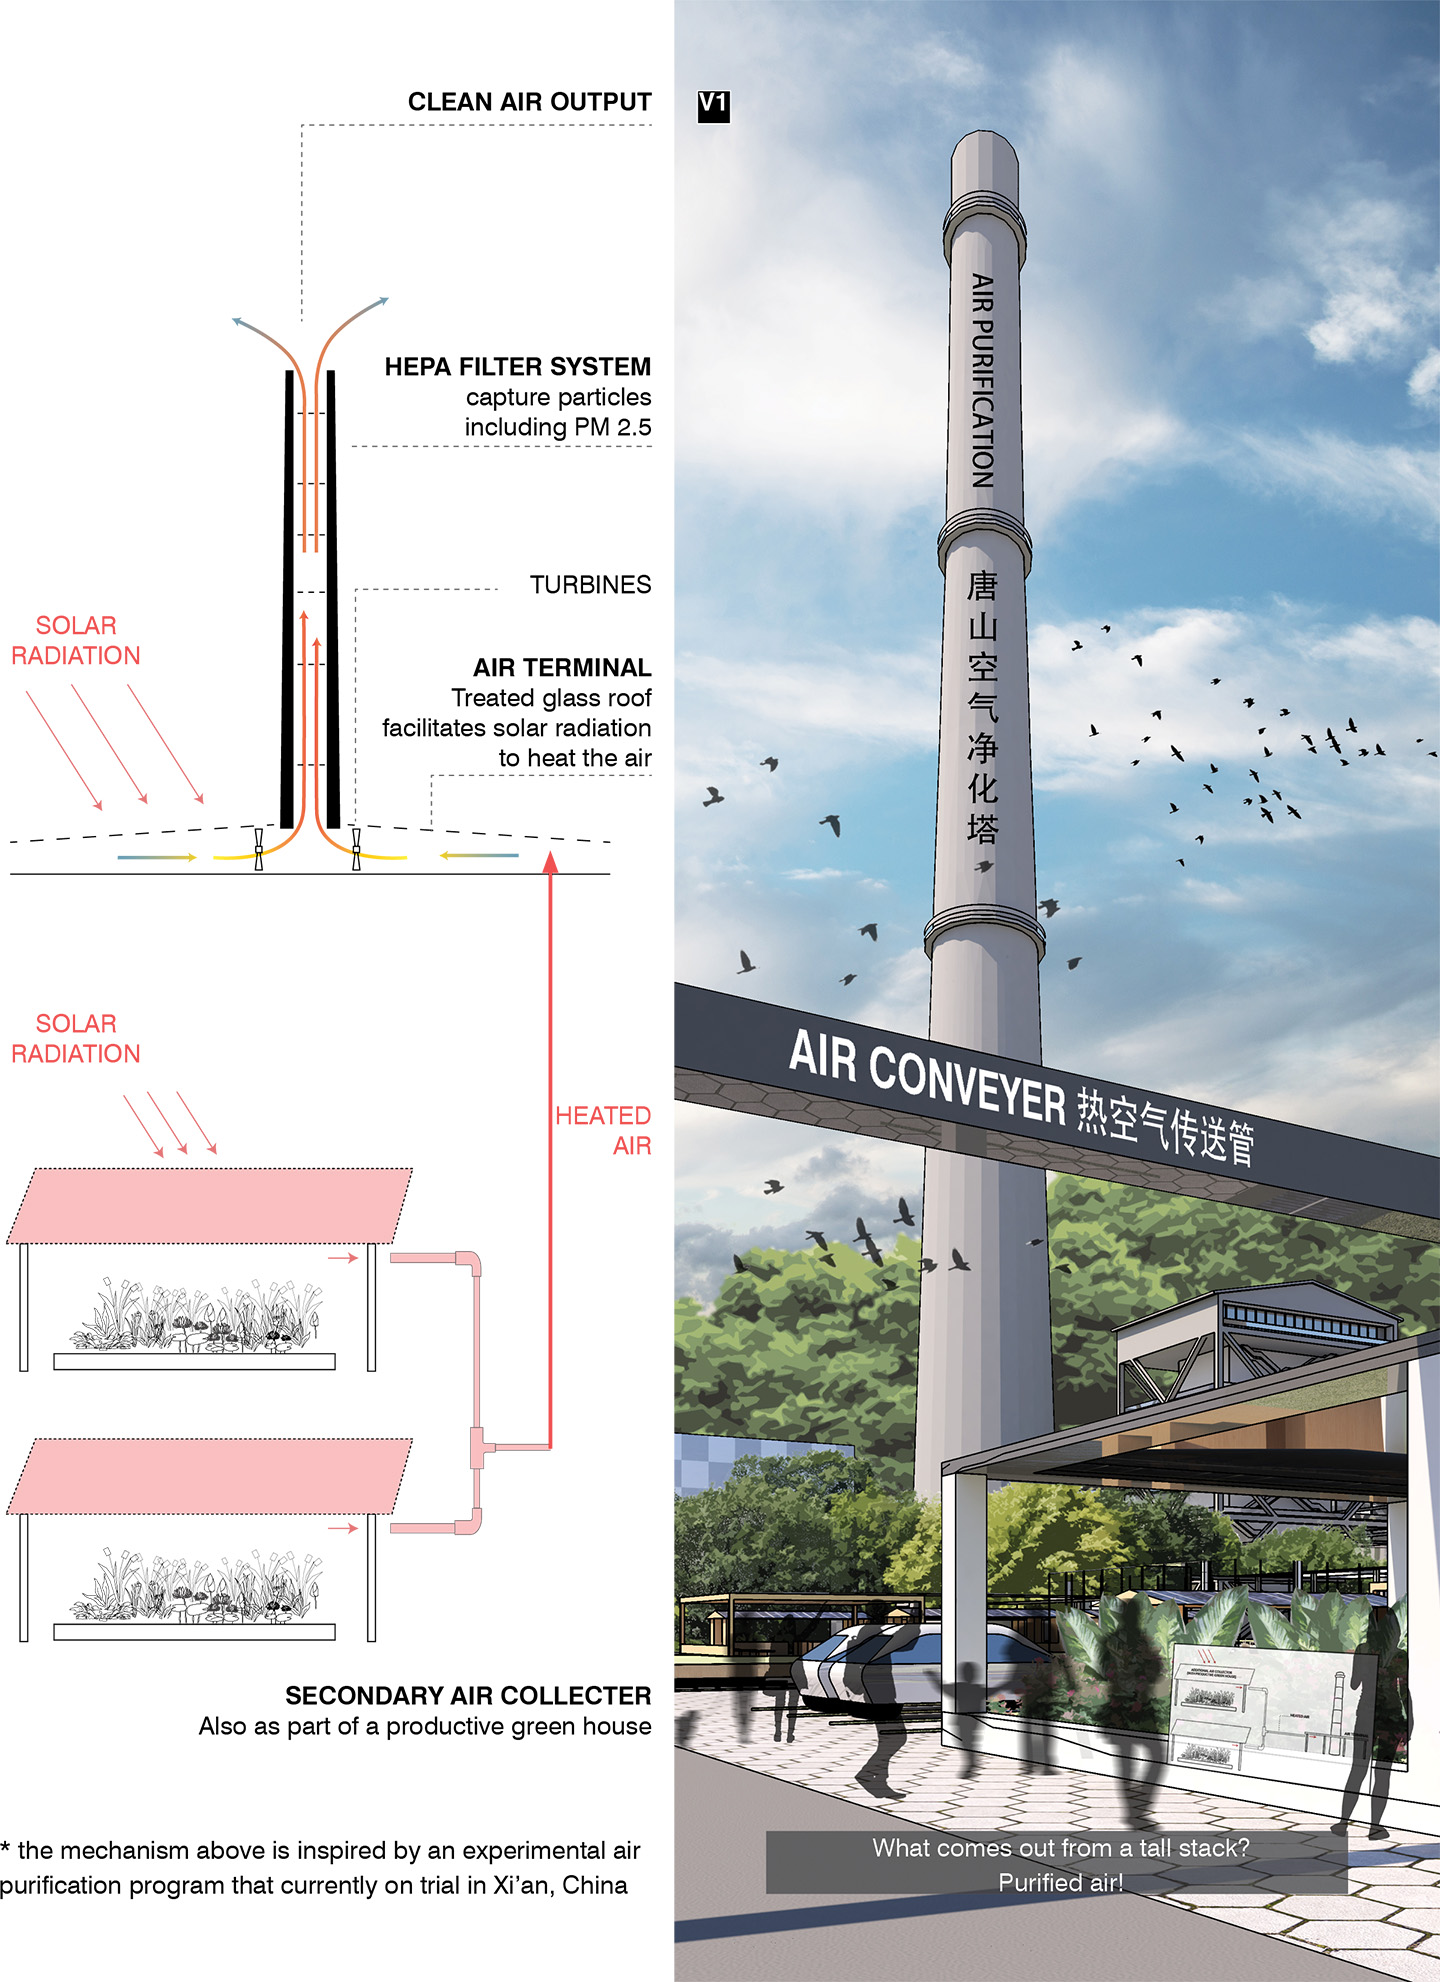 CLEAN AIR OUTPUT
HEPA FILTER SYSTEM
capture particles
including PM 2.5
TURBINES
SOLAR
RADIATION
AIR TERMINAL
Treated glass roof
facilitates solar radiation
to heat the air
SOLAR
RADIATION
HEATED
AIR
SECONDARY AIR COLLECTER
Also as part of a productive green house
* the mechanism above is inspired by an experimental air
purification program that currently on trial in Xi'an, China
V1
AIR PURIFICATION
唐山空气净化塔
AIR CONVEYER 热空气传送管
HEATED AIR
What comes out from a tall stack?
Purified air!